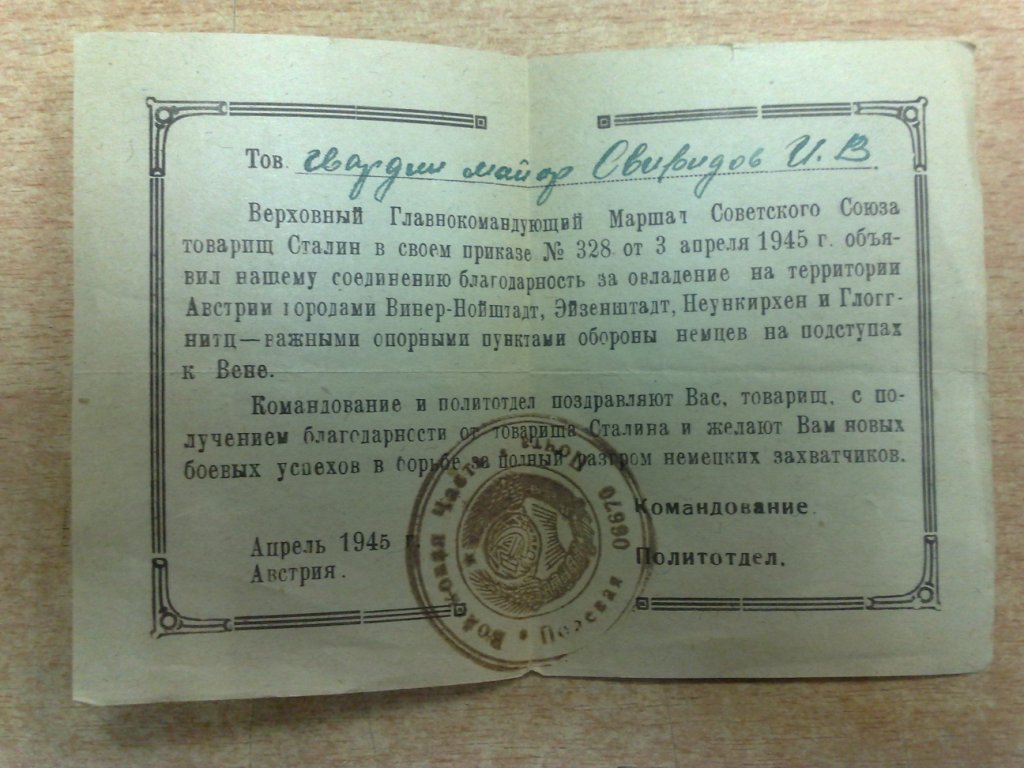 Тов. гвардии майор Свиридов И. В
Верховный Главнокомандующий Маршал Советского Союза
товарищ Сталин в своем приказе № 328 от 3 апреля 1945 г. объя-
вил нашему соединению благодарность за овладение на территории
Австрии городами Винер-Нойштадт, Эйзенштадт, Неункирхен и Глогг-
нитц—важными опорными пунктами обороны немцев на подступах
к Вене.
Командование и политотдел поздравляют Вас, товарищ, с по-
лучением благодарности от товарища Сталина и желают Вам новых
боевых успехов в борьбе за полный разгром немецких захватчиков.
Командование.
Апрель 1945 г.
Австрия.
Политотдел.
Войсковая Часть • Полевая Почта 08670